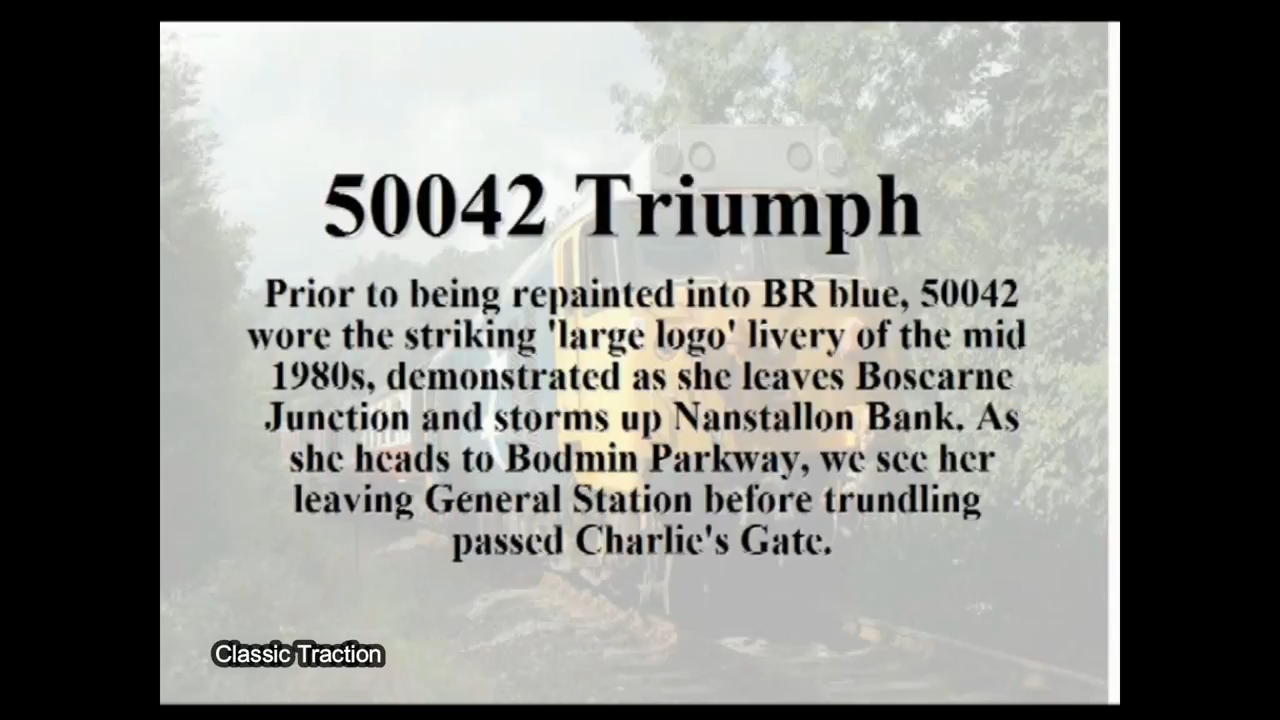 50042 Triumph
Prior to being repainted into BR blue, 50042
wore the striking 'large logo' livery of the mid
1980s, demonstrated as she leaves Boscarne
Junction and storms up Nanstallon Bank. As
she heads to Bodmin Parkway, we see her
leaving General Station before trundling
passed Charlie's Gate.
Classic Traction